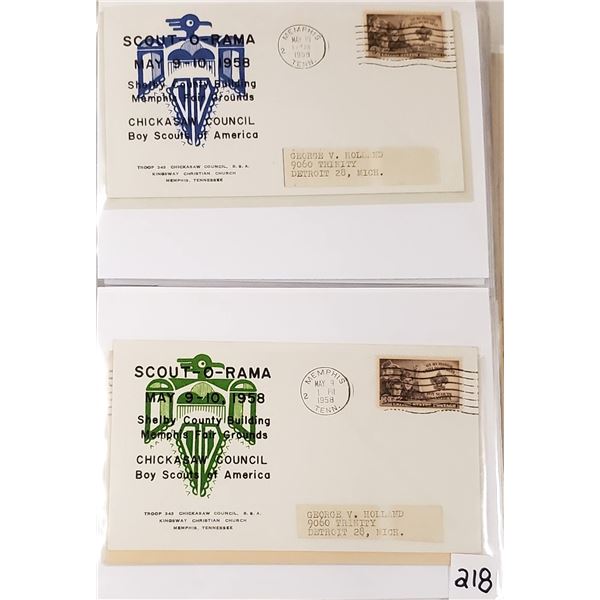 SCOUT-O-RAMA
MAY 9-10, 1958
Shelby County Building
Memphis Fair Grounds
CHICKASAW COUNCIL
Boy Scouts of America
TROOP 343 CHICKASAW COUNCIL, B. S. A.
KINGSWAY CHRISTIAN CHURCH
MEMPHIS, TENNESSEE
MEMPHIS
MAY
1958
TENN.
2
GEORGE V. HOLLAND
9060 TRINITY
DETROIT 28, MICH.
SCOUT-O-RAMA
MAY 9-10, 1958
Shelby County Building
Memphis Fair Grounds
CHICKASAW COUNCIL
Boy Scouts of America
TROOP 343 CHICKASAW COUNCIL, B. S. A.
KINGSWAY CHRISTIAN CHURCH
MEMPHIS, TENNESSEE
MEMPHIS
MAY 9
1958
TENN.
2
GEORGE V. HOLLAND
9060 TRINITY
DETROIT 28, MICH.
218